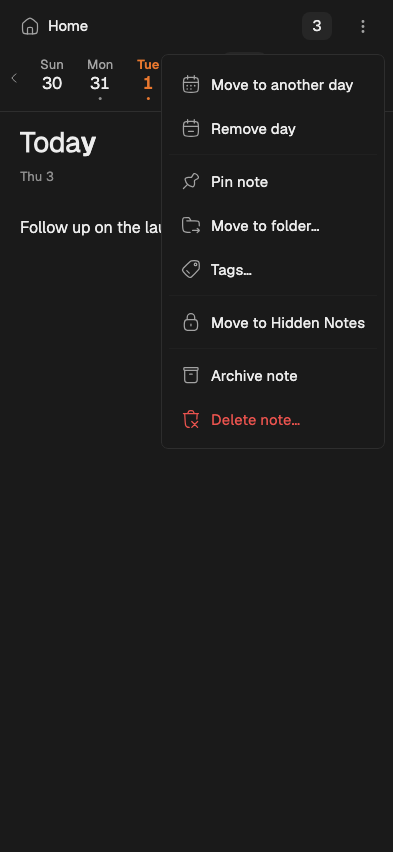 Home 3
Sun Mon Tue
30 31 1
Today
Thu 3
Follow up on the
Move to another day
Remove day
Pin note
Move to folder...
Tags...
Move to Hidden Notes
Archive note
Delete note...